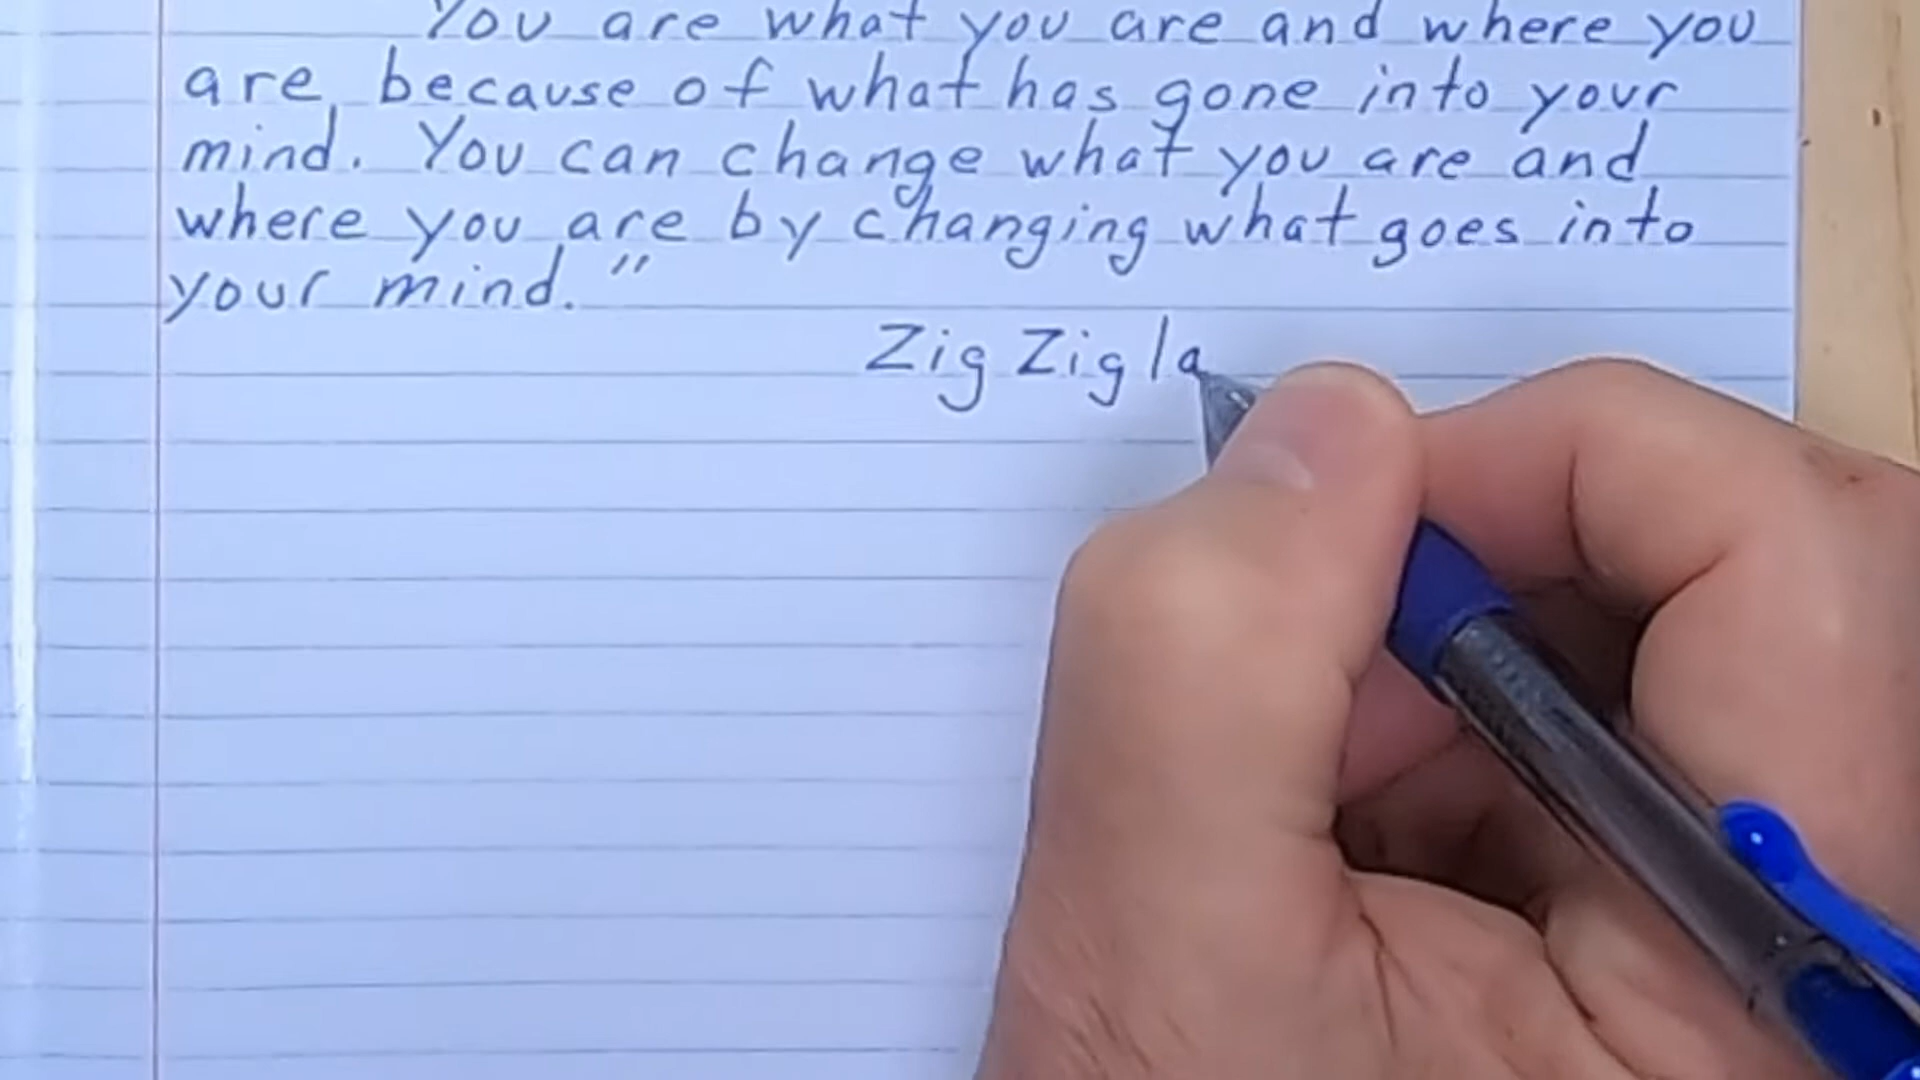 You are what you are and where you
are, because of what has gone into your
mind. You can change what you are and
where you are by changing what goes into
your mind."
Zig Zigla